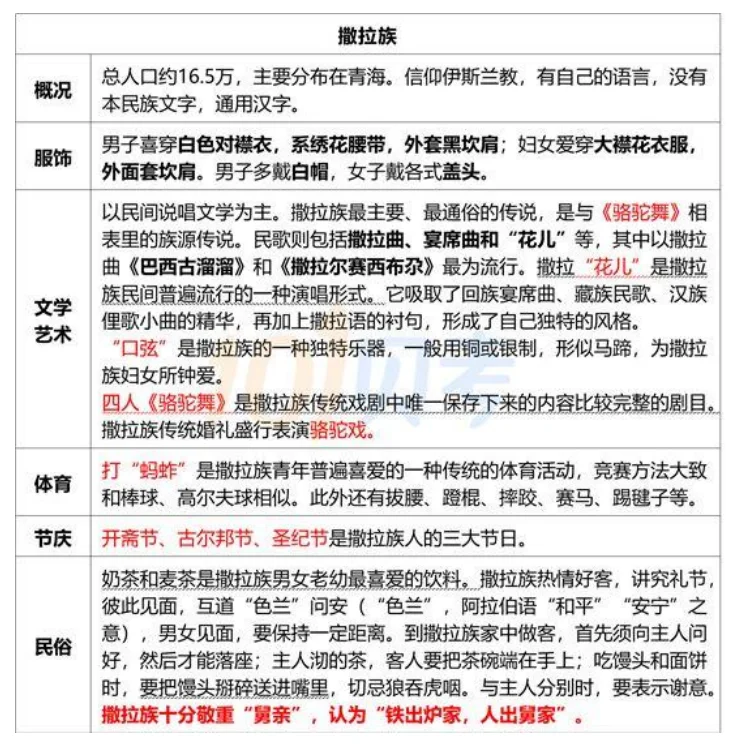 撒拉族
概况
总人口约16.5万，主要分布在青海。信仰伊斯兰教，有自己的语言，没有
本民族文字，通用汉字。
服饰
男子喜穿白色对襟衣，系绣花腰带，外套黑坎肩；妇女爱穿大襟花衣服，
外面套坎肩。男子多戴白帽，女子戴各式盖头。
文学
艺术
以民间说唱文学为主。撒拉族最主要、最通俗的传说，是与《骆驼舞》相
表里的族源传说。民歌则包括撒拉曲、宴席曲和“花儿”等，其中以撒拉
曲《巴西古溜溜》和《撒拉尔赛西布尕》最为流行。撒拉“花儿”是撒拉
族民间普遍流行的一种演唱形式。它吸取了回族宴席曲、藏族民歌、汉族
俚歌小曲的精华，再加上撒拉语的衬句，形成了自己独特的风格。
“口弦”是撒拉族的一种独特乐器，一般用铜或银制，形似马蹄，为撒拉
族妇女所钟爱。
四人《骆驼舞》是撒拉族传统戏剧中唯一保存下来的内容比较完整的剧目。
撒拉族传统婚礼盛行表演骆驼戏。
体育
打“蚂蚱”是撒拉族青年普遍喜爱的一种传统的体育活动，竞赛方法大致
和棒球、高尔夫球相似。此外还有拔腰、蹬棍、摔跤、赛马、踢毽子等。
节庆
开斋节、古尔邦节、圣纪节是撒拉族人的三大节日。
民俗
奶茶和麦茶是撒拉族男女老幼最喜爱的饮料。撒拉族热情好客，讲究礼节，
彼此见面，互道“色兰”问安（“色兰”，阿拉伯语“和平”“安宁”之
意），男女见面，要保持一定距离。到撒拉族家中做客，首先须向主人问
好，然后才能落座；主人沏的茶，客人要把茶碗端在手上；吃馒头和面饼
时，要把馒头掰碎送进嘴里，切忌狼吞虎咽。与主人分别时，要表示谢意。
撒拉族十分敬重“舅亲”，认为“铁出炉家，人出舅家”。